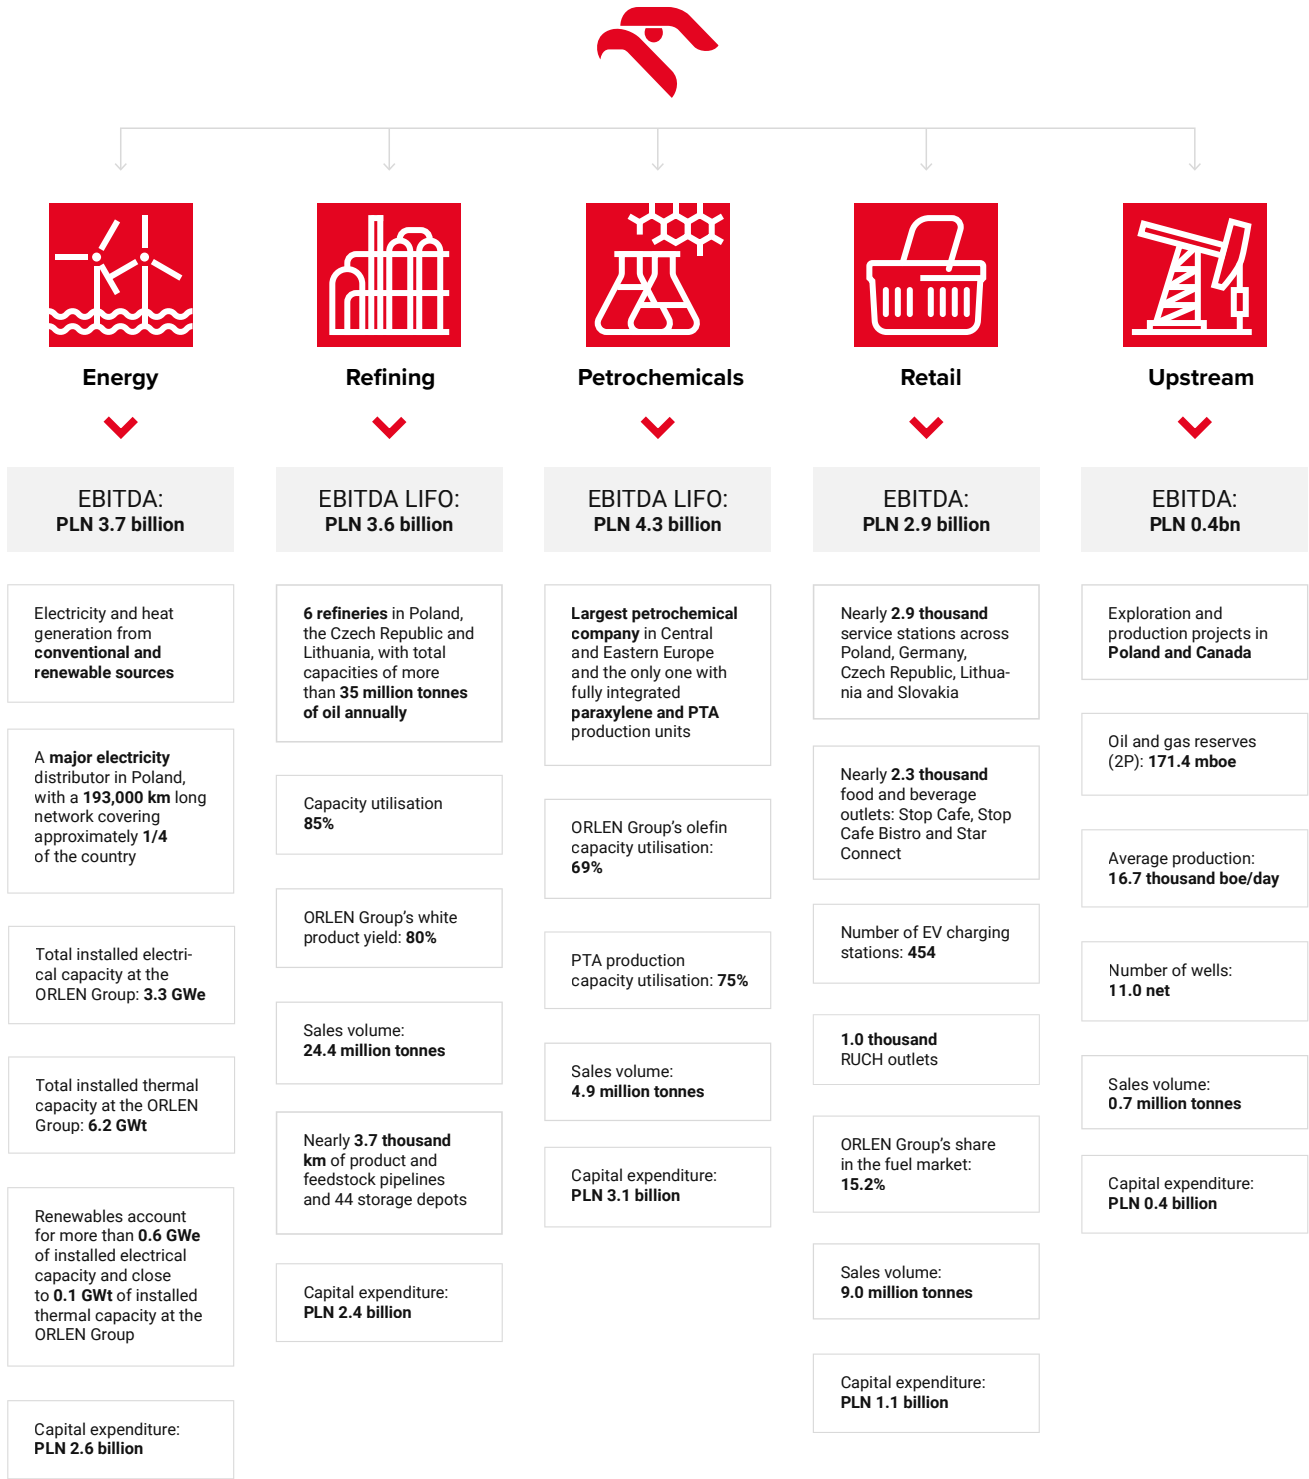 Energy
EBITDA:
PLN 3.7 billion
Electricity and heat
generation from
conventional and
renewable sources
A major electricity
distributor in Poland,
with a 193,000 km long
network covering
approximately 1/4
of the country
Total installed electri-
cal capacity at the
ORLEN Group: 3.3 GWe
Total installed thermal
capacity at the ORLEN
Group: 6.2 GWt
Renewables account
for more than 0.6 GWe
of installed electrical
capacity and close
to 0.1 GWt of installed
thermal capacity at the
ORLEN Group
Capital expenditure:
PLN 2.6 billion
Refining
EBITDA LIFO:
PLN 3.6 billion
6 refineries in Poland,
the Czech Republic and
Lithuania, with total
capacities of more
than 35 million tonnes
of oil annually
Capacity utilisation
85%
ORLEN Group's white
product yield: 80%
Sales volume:
24.4 million tonnes
Nearly 3.7 thousand
km of product and
feedstock pipelines
and 44 storage depots
Capital expenditure:
PLN 2.4 billion
Petrochemicals
EBITDA LIFO:
PLN 4.3 billion
Largest petrochemical
company in Central
and Eastern Europe
and the only one with
fully integrated
paraxylene and PTA
production units
ORLEN Group's olefin
capacity utilisation:
69%
PTA production
capacity utilisation: 75%
Sales volume:
4.9 million tonnes
Capital expenditure:
PLN 3.1 billion
Retail
EBITDA:
PLN 2.9 billion
Nearly 2.9 thousand
service stations across
Poland, Germany,
Czech Republic, Lithua-
nia and Slovakia
Nearly 2.3 thousand
food and beverage
outlets: Stop Cafe, Stop
Cafe Bistro and Star
Connect
Number of EV charging
stations: 454
1.0 thousand
RUCH outlets
ORLEN Group's share
in the fuel market:
15.2%
Sales volume:
9.0 million tonnes
Capital expenditure:
PLN 1.1 billion
Upstream
EBITDA:
PLN 0.4bn
Exploration and
production projects in
Poland and Canada
Oil and gas reserves
(2P): 171.4 mboe
Average production:
16.7 thousand boe/day
Number of wells:
11.0 net
Sales volume:
0.7 million tonnes
Capital expenditure:
PLN 0.4 billion